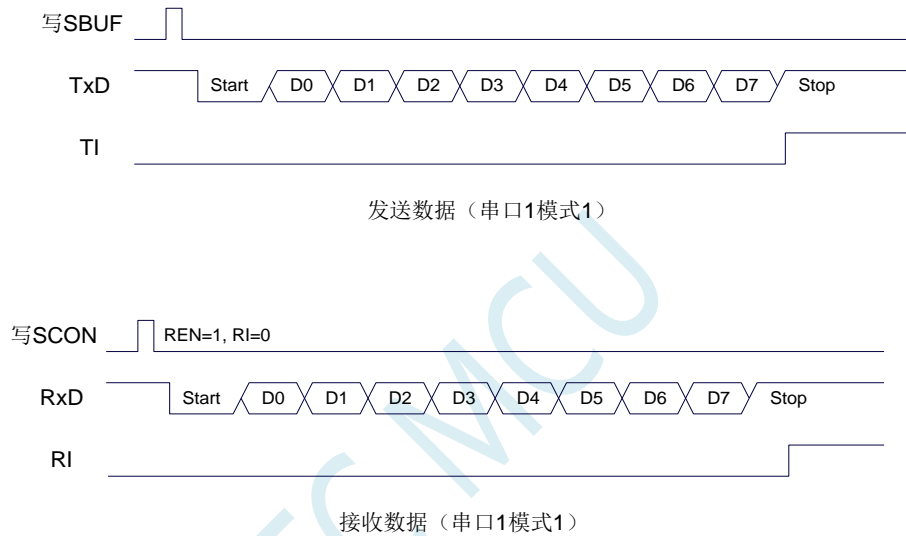 写SBUF
TxD Start D0 D1 D2 D3 D4 D5 D6 D7 Stop
TI
发送数据（串口1模式1）
写SCON REN=1, RI=0
RxD Start D0 D1 D2 D3 D4 D5 D6 D7 Stop
RI
接收数据（串口1模式1）
MCU